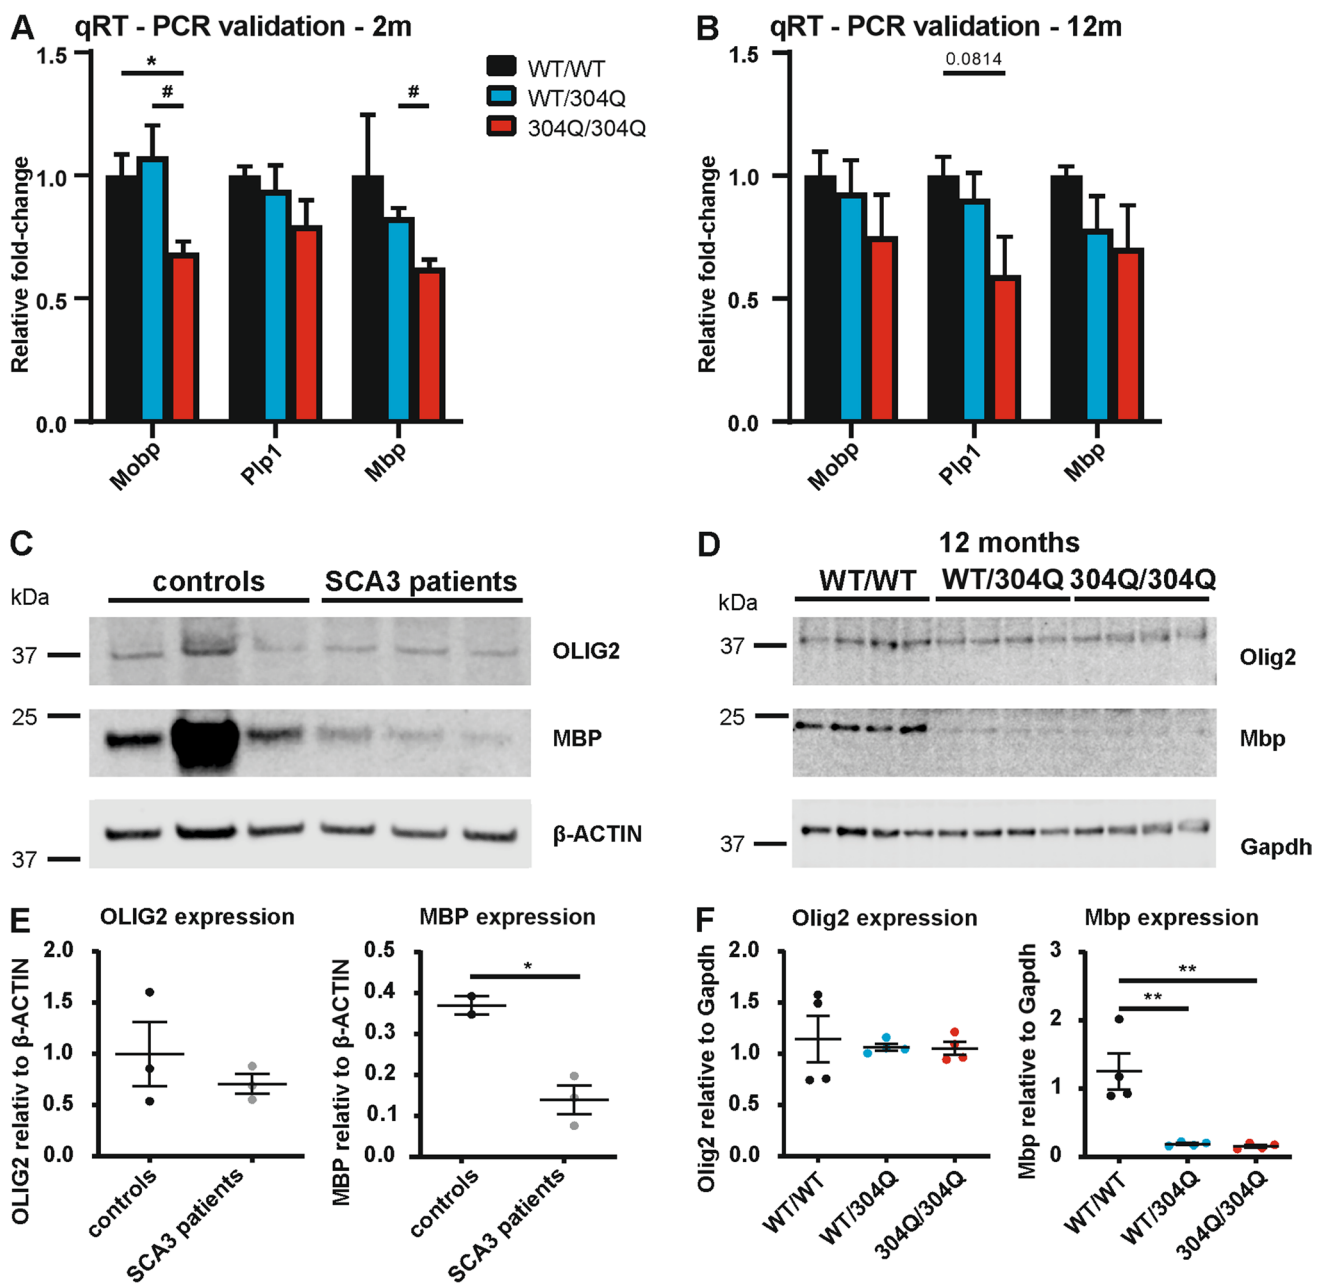 A qRT - PCR validation - 2m
1.5
1.0
0.5
0.0
Relative fold-change
*
#
#
Mobp
Plp1
Mbp
WT/WT
WT/304Q
304Q/304Q
B qRT - PCR validation - 12m
1.5
1.0
0.5
0.0
Relative fold-change
0.0814
Mobp
Plp1
Mbp
C
controls SCA3 patients
kDa
37
OLIG2
25
MBP
β-ACTIN
37
D
12 months
WT/WT WT/304Q 304Q/304Q
kDa
37
Olig2
25
Mbp
37
Gapdh
E
OLIG2 expression
OLIG2 relativ to β-ACTIN
2.0
1.5
1.0
0.5
0.0
controls
SCA3 patients
MBP expression
MBP relativ to β-ACTIN
0.5
0.4
0.3
0.2
0.1
0.0
*
controls
SCA3 patients
F
Olig2 expression
Olig2 relative to Gapdh
2.0
1.5
1.0
0.5
0.0
WT/WT
WT/304Q
304Q/304Q
Mbp expression
Mbp relative to Gapdh
3
2
1
0
**
**
WT/WT
WT/304Q
304Q/304Q